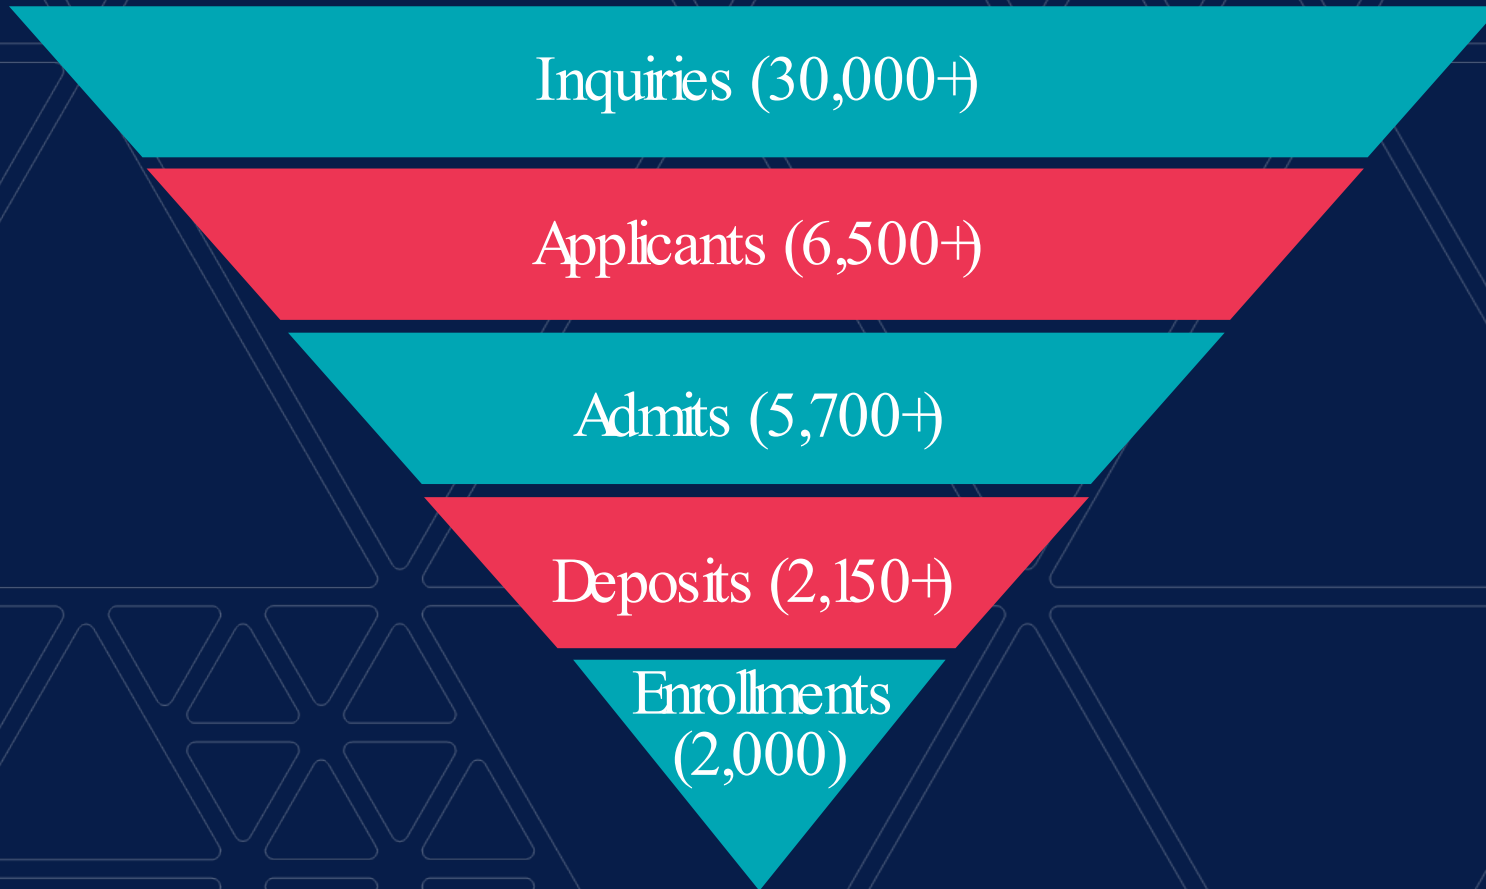 Inquiries (30,000+)
Applicants (6,500+)
Admits (5,700+)
Deposits (2,150+)
Enrollments
(2,000)